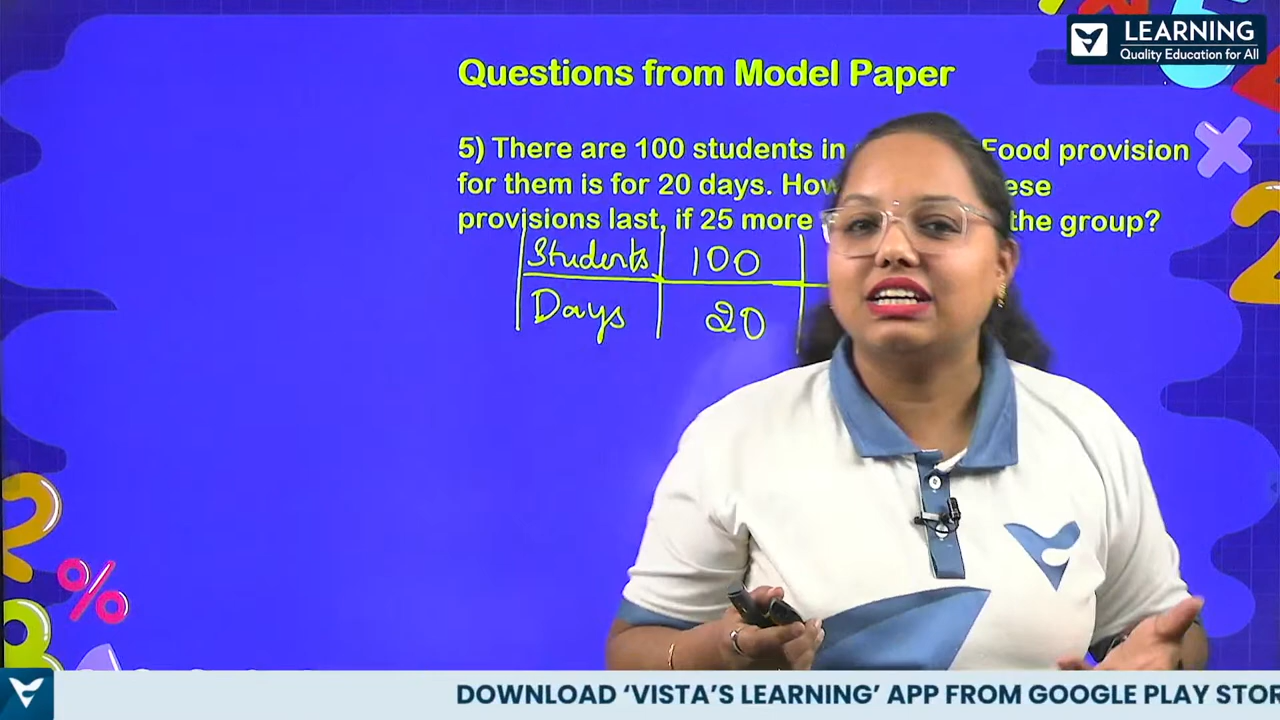 LEARNING
Quality Education for All
Questions from Model Paper
5) There are 100 students in Food provision
for them is for 20 days. How
provisions last, if 25 more the group?
Students 100
Days 20
%
DOWNLOAD ‘VISTA’S LEARNING’ APP FROM GOOGLE PLAY